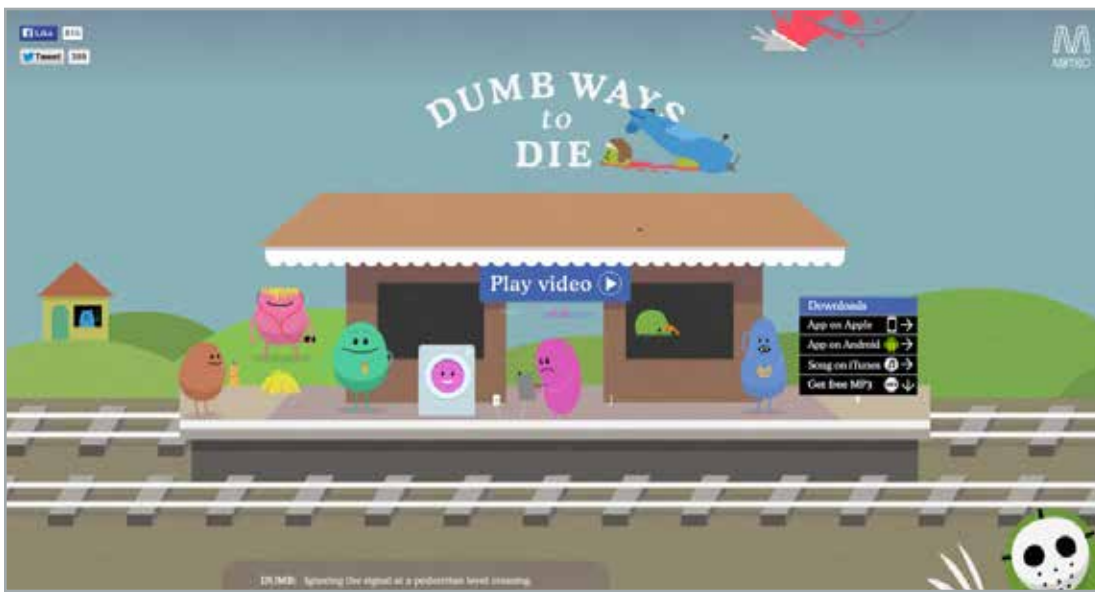 Like
Tweet
METRO
DUMB WAYS
to
DIE
Play video
Downloads
App on Apple
App on Android
Song on iTunes
Get free MP3
DUMB: Ignoring the signal at a pedestrian level crossing.